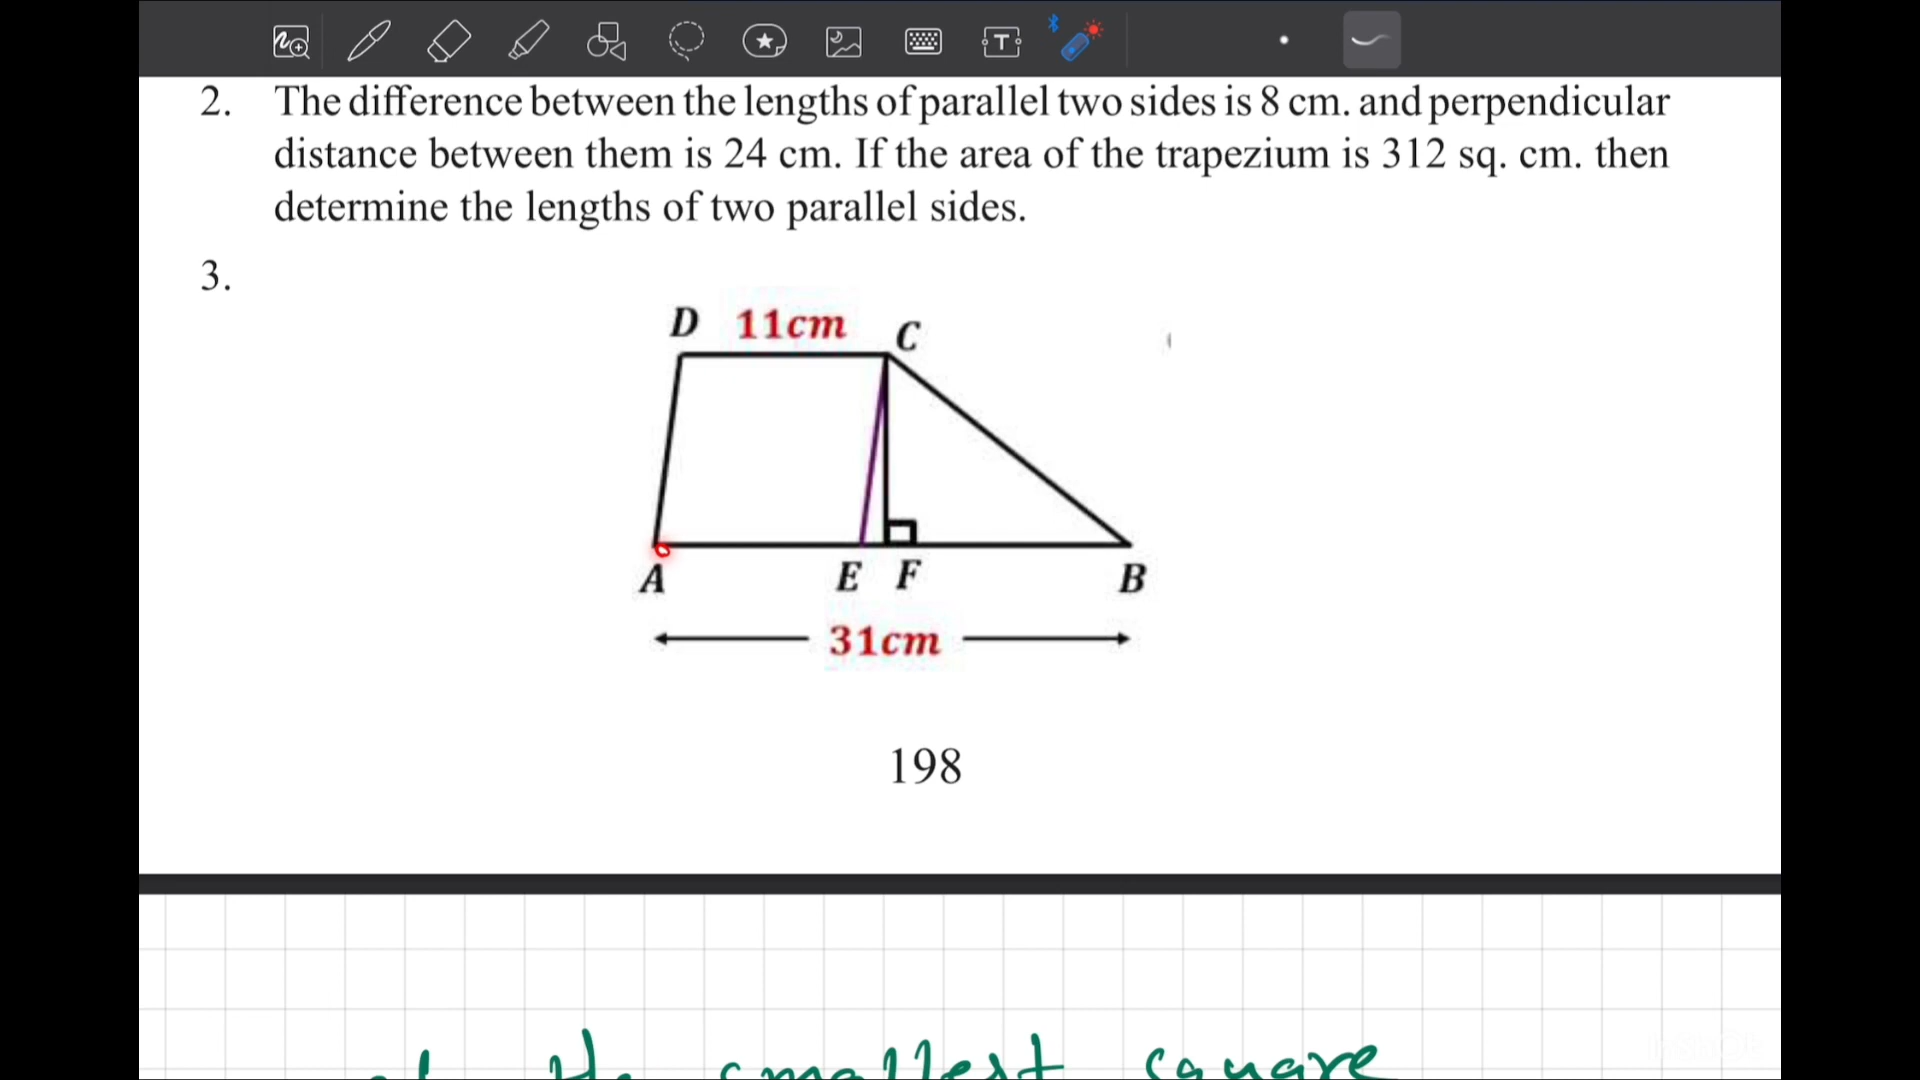 2. The difference between the lengths of parallel two sides is 8 cm. and perpendicular
distance between them is 24 cm. If the area of the trapezium is 312 sq. cm. then
determine the lengths of two parallel sides.
3.
D 11cm C
A E F B
31cm
198
smallest square